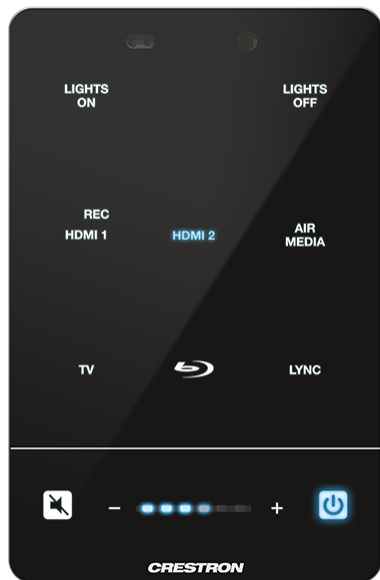 LIGHTS
ON
LIGHTS
OFF
REC
HDMI 1
HDMI 2
AIR
MEDIA
TV
LYNC
− +
CRESTRON